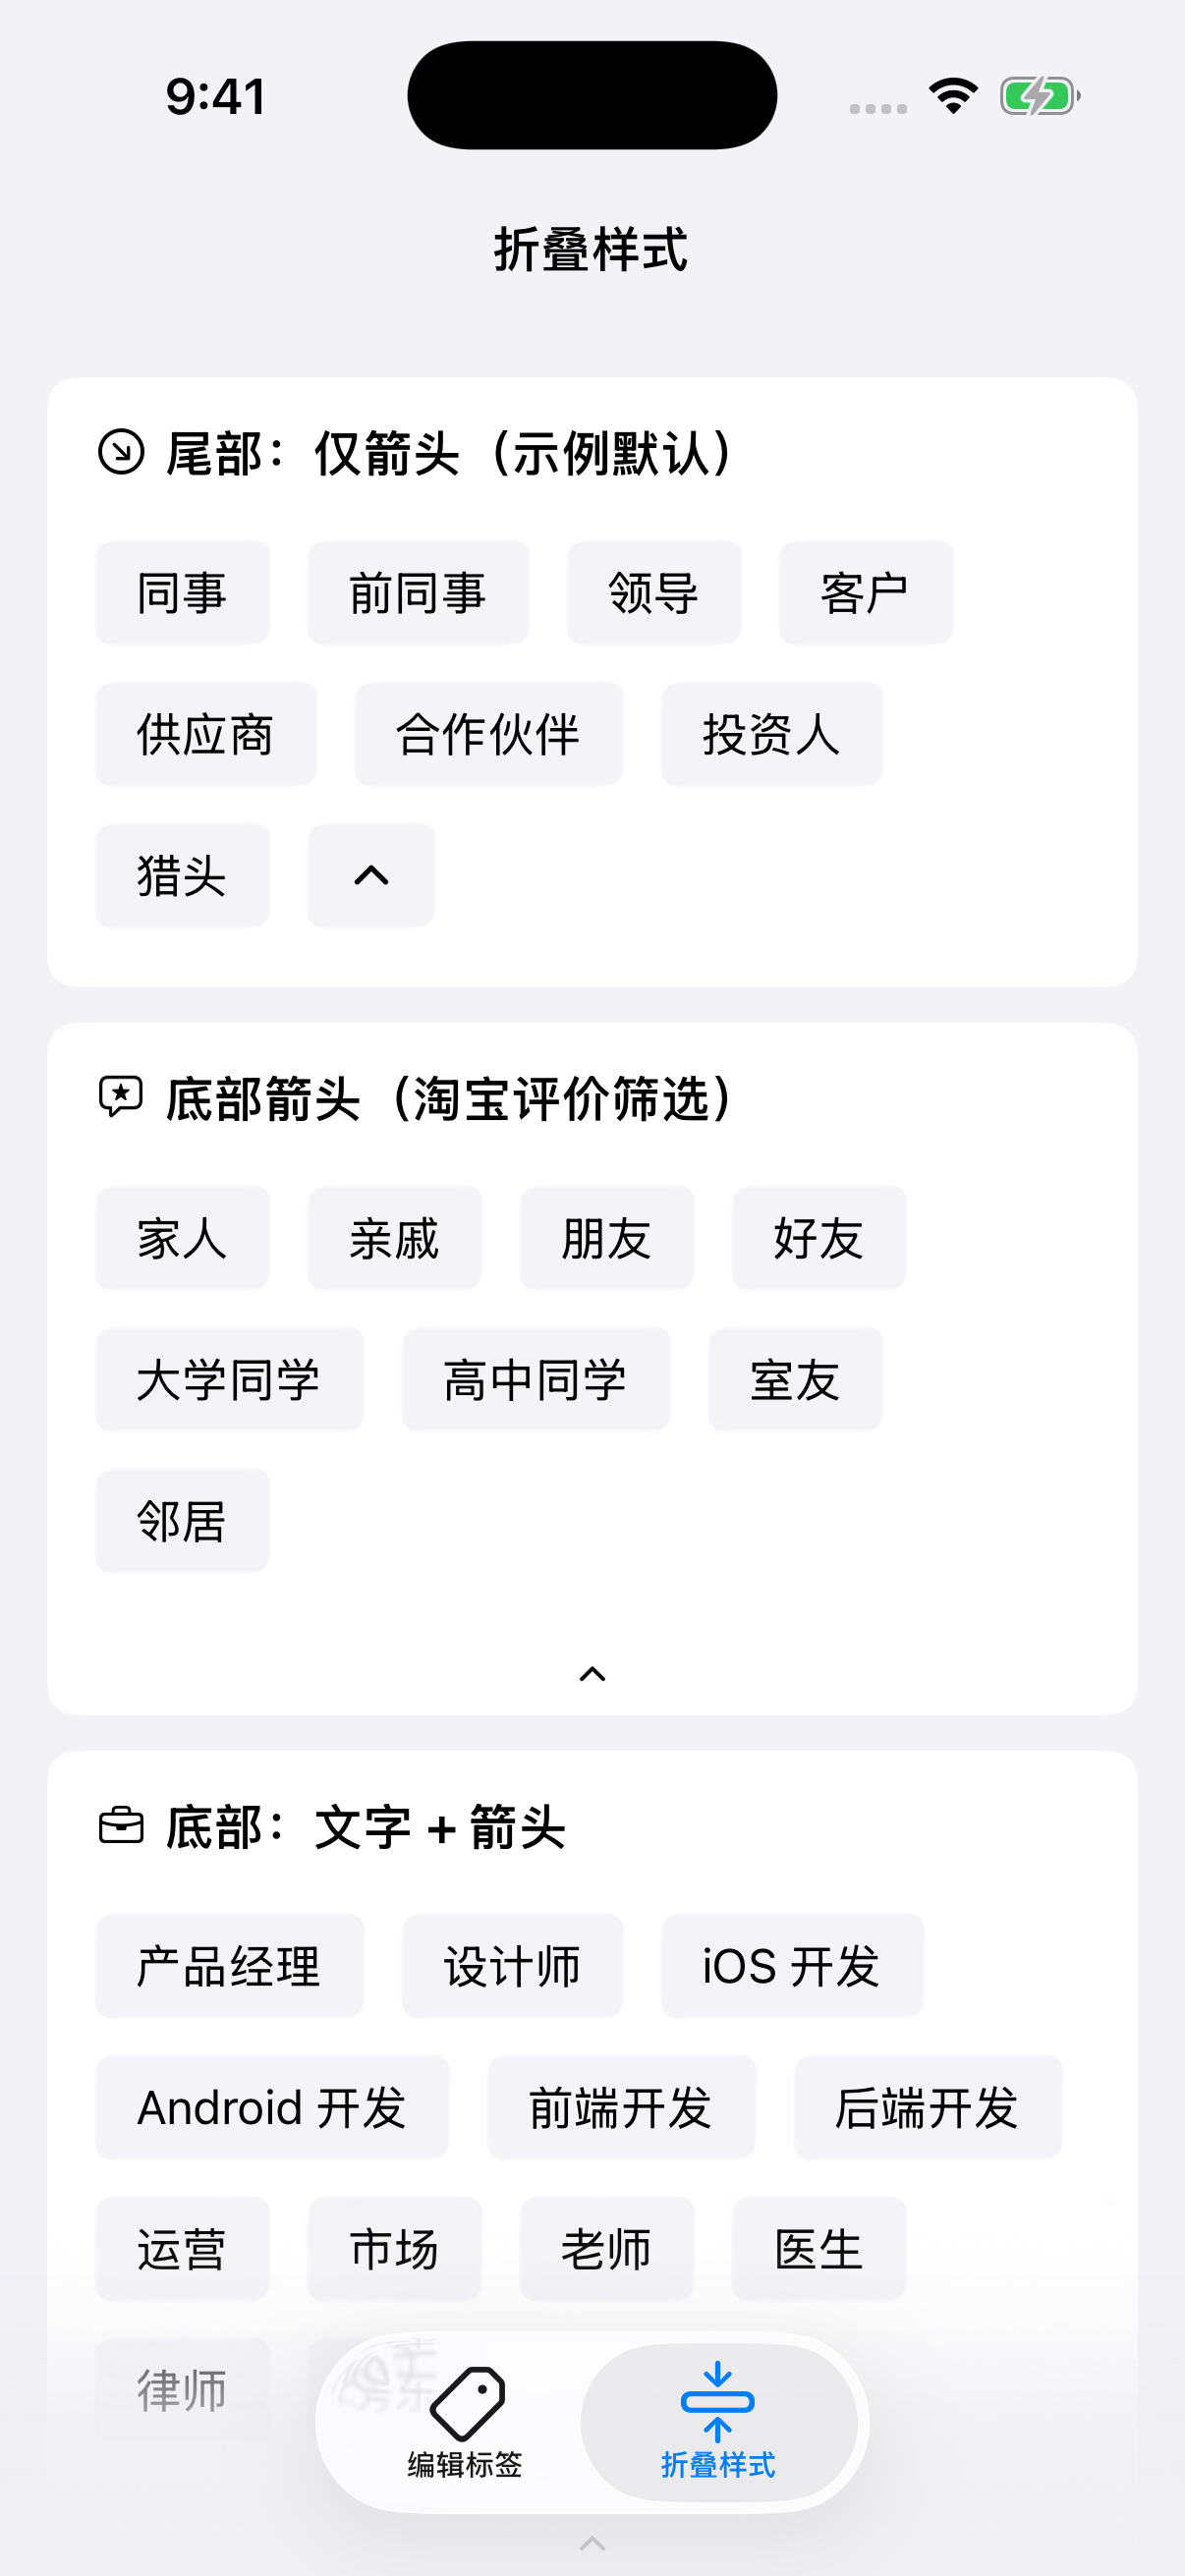 9:41
折叠样式
尾部：仅箭头（示例默认）
同事 前同事 领导 客户
供应商 合作伙伴 投资人
猎头
底部箭头（淘宝评价筛选）
家人 亲戚 朋友 好友
大学同学 高中同学 室友
邻居
底部：文字 + 箭头
产品经理 设计师 iOS 开发
Android 开发 前端开发 后端开发
运营 市场 老师 医生
律师
编辑标签 折叠样式